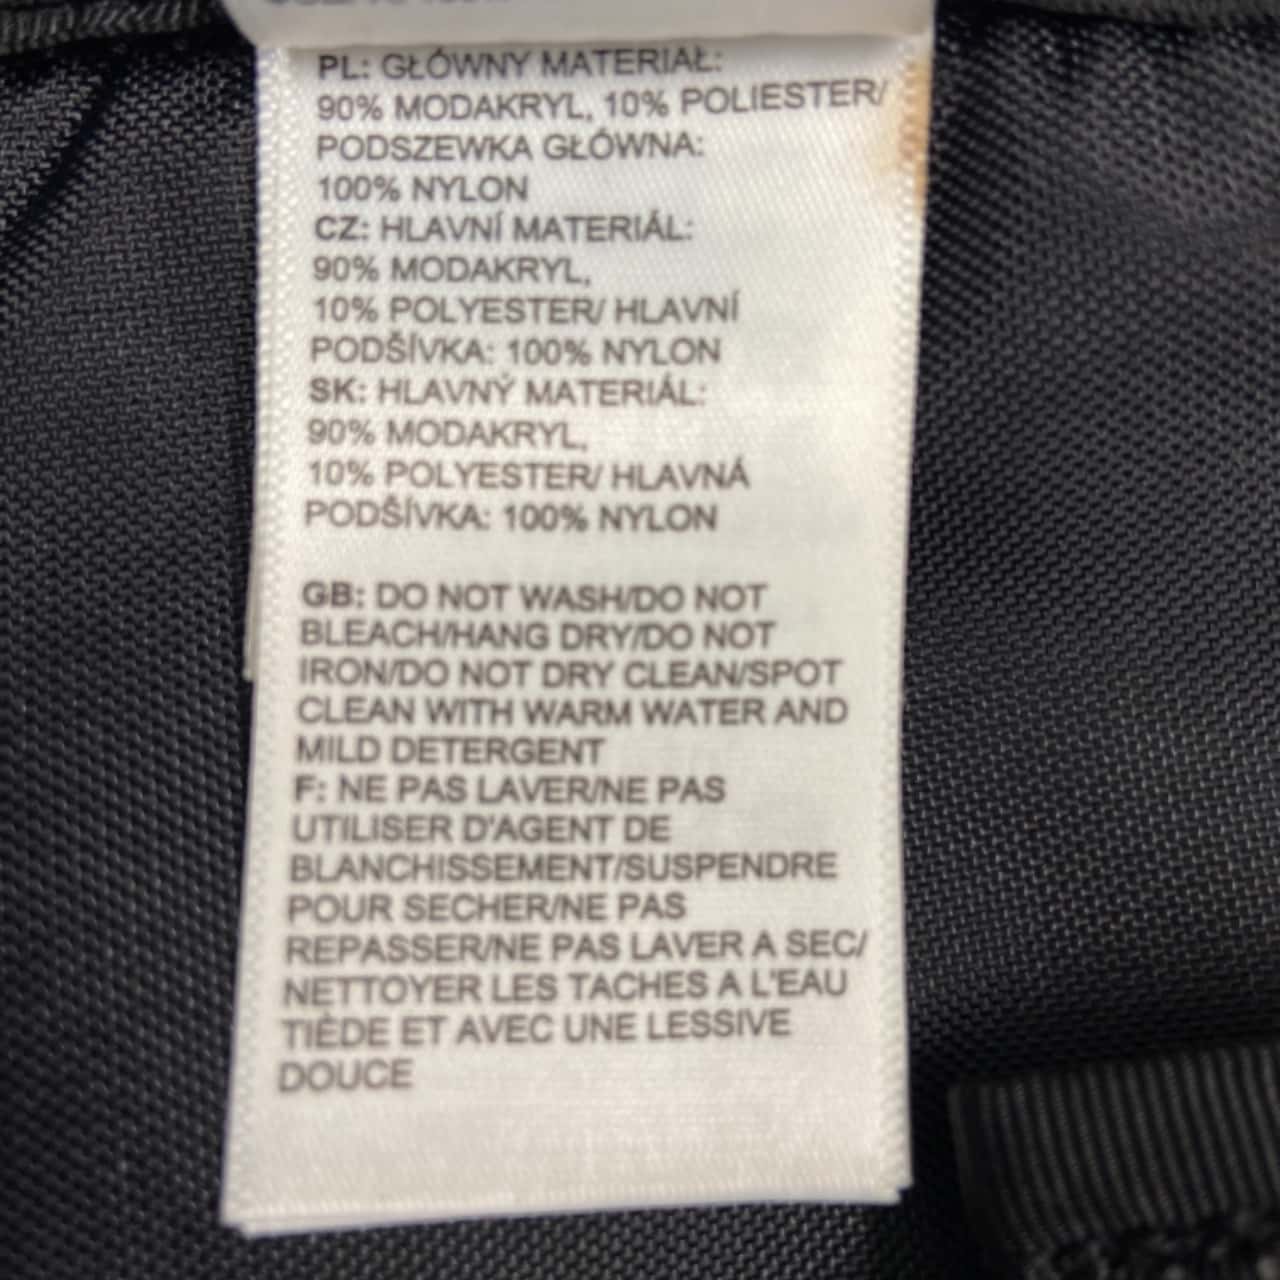 PL: GŁÓWNY MATERIAŁ:
90% MODAKRYL, 10% POLIESTER/
PODSZEWKA GŁÓWNA:
100% NYLON
CZ: HLAVNÍ MATERIÁL:
90% MODAKRYL,
10% POLYESTER/ HLAVNÍ
PODŠÍVKA: 100% NYLON
SK: HLAVNÝ MATERIÁL:
90% MODAKRYL,
10% POLYESTER/ HLAVNÁ
PODŠÍVKA: 100% NYLON
GB: DO NOT WASH/DO NOT
BLEACH/HANG DRY/DO NOT
IRON/DO NOT DRY CLEAN/SPOT
CLEAN WITH WARM WATER AND
MILD DETERGENT
F: NE PAS LAVER/NE PAS
UTILISER D'AGENT DE
BLANCHISSEMENT/SUSPENDRE
POUR SECHER/NE PAS
REPASSER/NE PAS LAVER A SEC/
NETTOYER LES TACHES A L'EAU
TIÈDE ET AVEC UNE LESSIVE
DOUCE